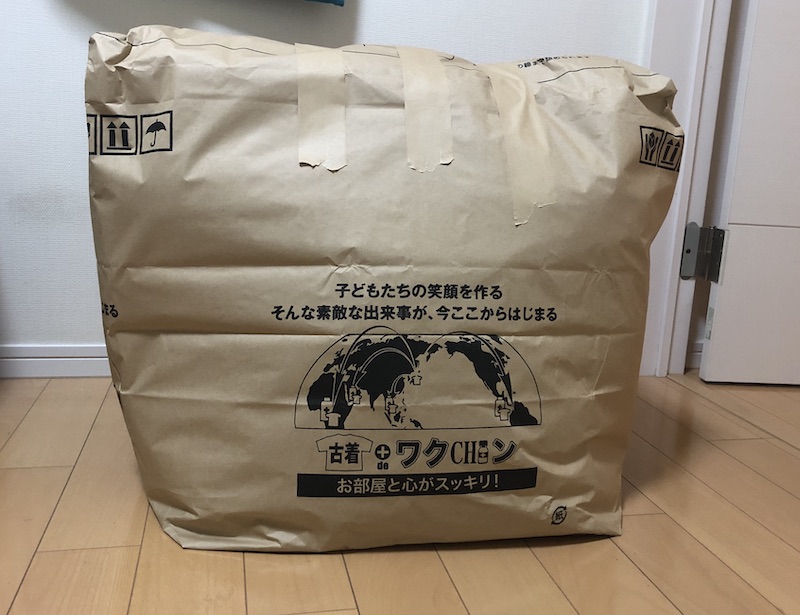 子どもたちの笑顔を作る
そんな素敵な出来事が、今ここからはじまる
古着 de ワクCHン
お部屋と心がスッキリ!
紙